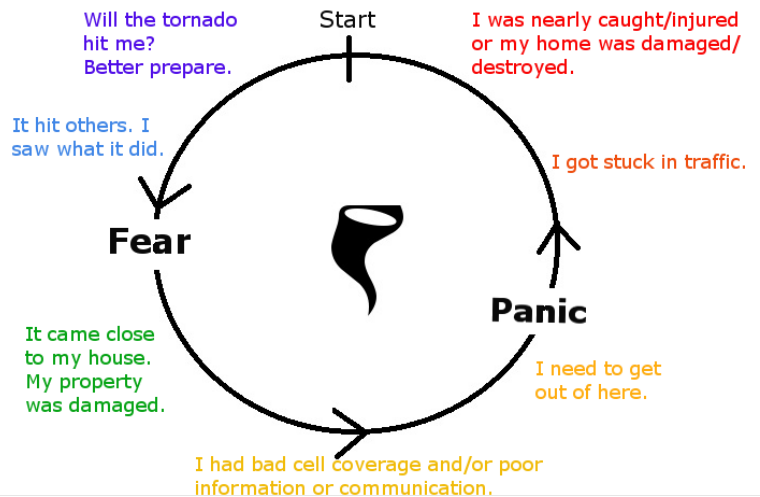 Start
Will the tornado
hit me?
Better prepare.
It hit others. I
saw what it did.
Fear
It came close
to my house.
My property
was damaged.
I had bad cell coverage and/or poor
information or communication.
I need to get
out of here.
Panic
I got stuck in traffic.
I was nearly caught/injured
or my home was damaged/
destroyed.